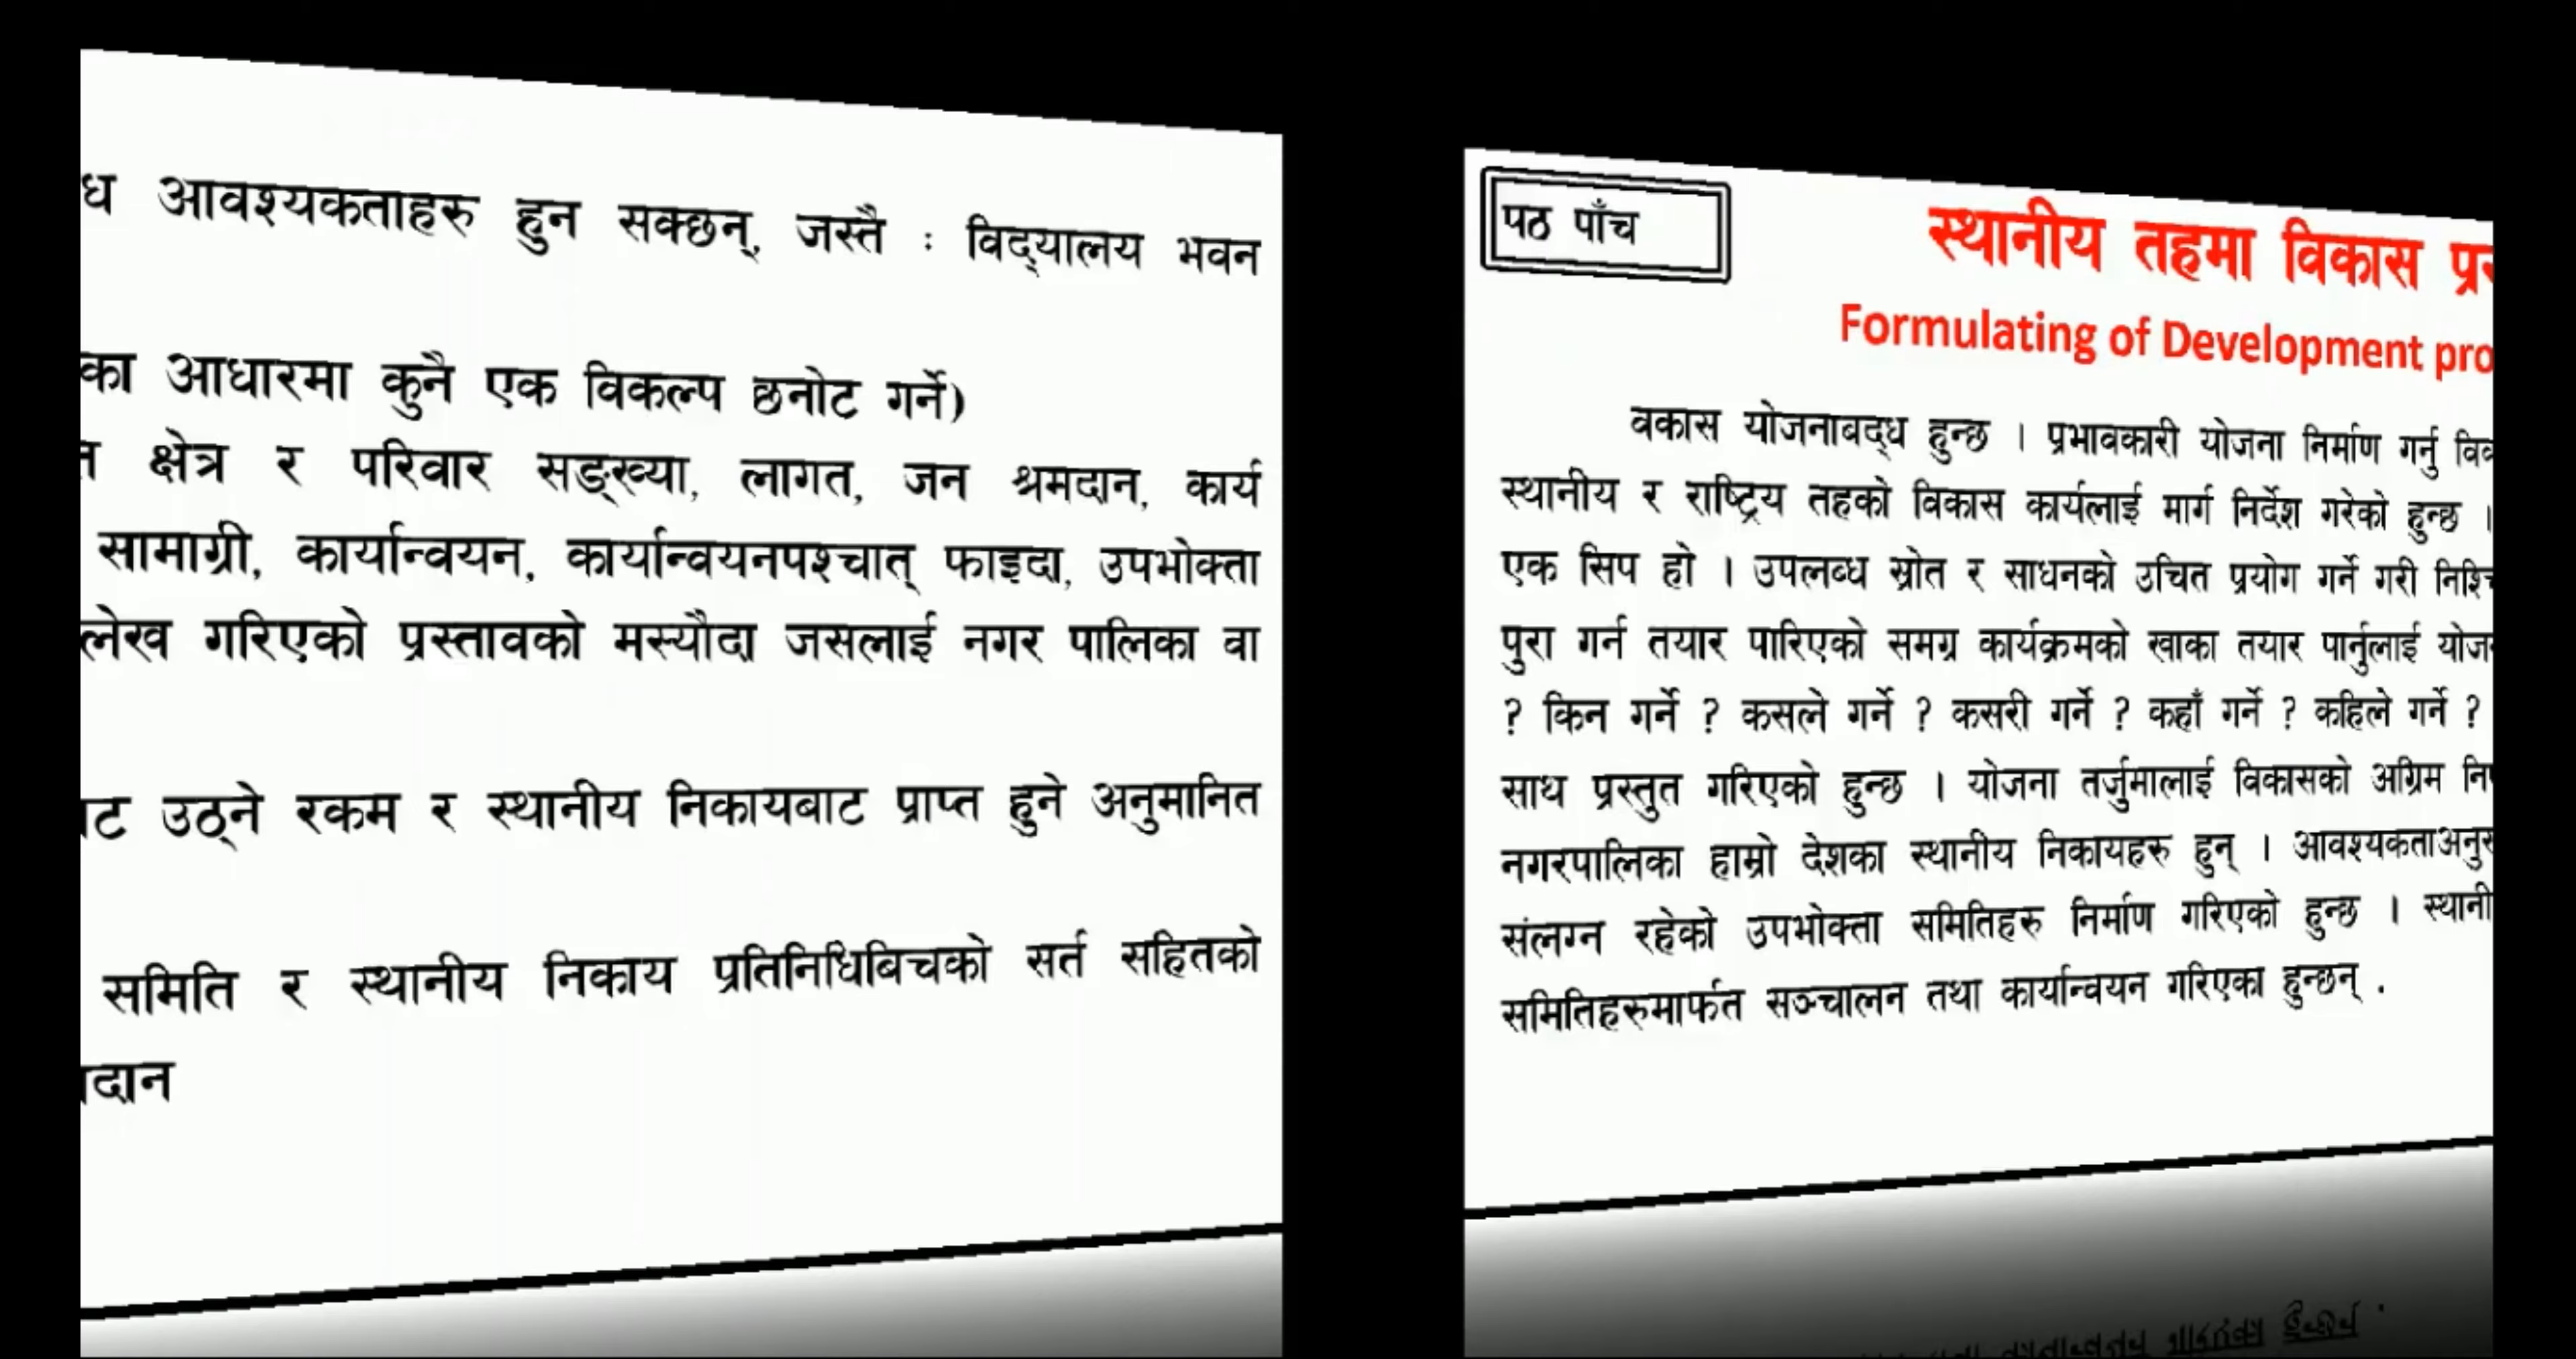 आवश्यकताहरु हुन सक्छन्, जस्तै : विद्यालय भवन
का आधारमा कुनै एक विकल्प छनोट गर्ने)
क्षेत्र र परिवार सङ्ख्या, लागत, जन श्रमदान, कार्य
सामाग्री, कार्यान्वयन, कार्यान्वयनपश्चात् फाइदा, उपभोक्ता
लेख गरिएको प्रस्तावको मस्यौदा जसलाई नगर पालिका वा
उठ्ने रकम र स्थानीय निकायबाट प्राप्त हुने अनुमानित
समिति र स्थानीय निकाय प्रतिनिधिबिचको सर्त सहितको
दान
पठ पाँच
स्थानीय तहमा विकास
Formulating of Development pro
वकास योजनाबद्ध हुन्छ । प्रभावकारी योजना निर्माण गर्नु
स्थानीय र राष्ट्रिय तहको विकास कार्यलाई मार्ग निर्देश गरेको हुन्छ ।
एक सिप हो । उपलब्ध स्रोत र साधनको उचित प्रयोग गर्ने गरी
पुरा गर्न तयार पारिएको समग्र कार्यक्रमको खाका तयार पार्नुलाई
? किन गर्ने ? कसले गर्ने ? कसरी गर्ने ? कहाँ गर्ने ? कहिले गर्ने ?
साथ प्रस्तुत गरिएको हुन्छ । योजना तर्जुमालाई विकासको अग्रिम
नगरपालिका हाम्रो देशका स्थानीय निकायहरु हुन् ।
संलग्न रहेको उपभोक्ता समितिहरु निर्माण गरिएको हुन्छ । स्थानी
समितिहरुमार्फत सञ्चालन तथा कार्यान्वयन गरिएका हुन्छन् .